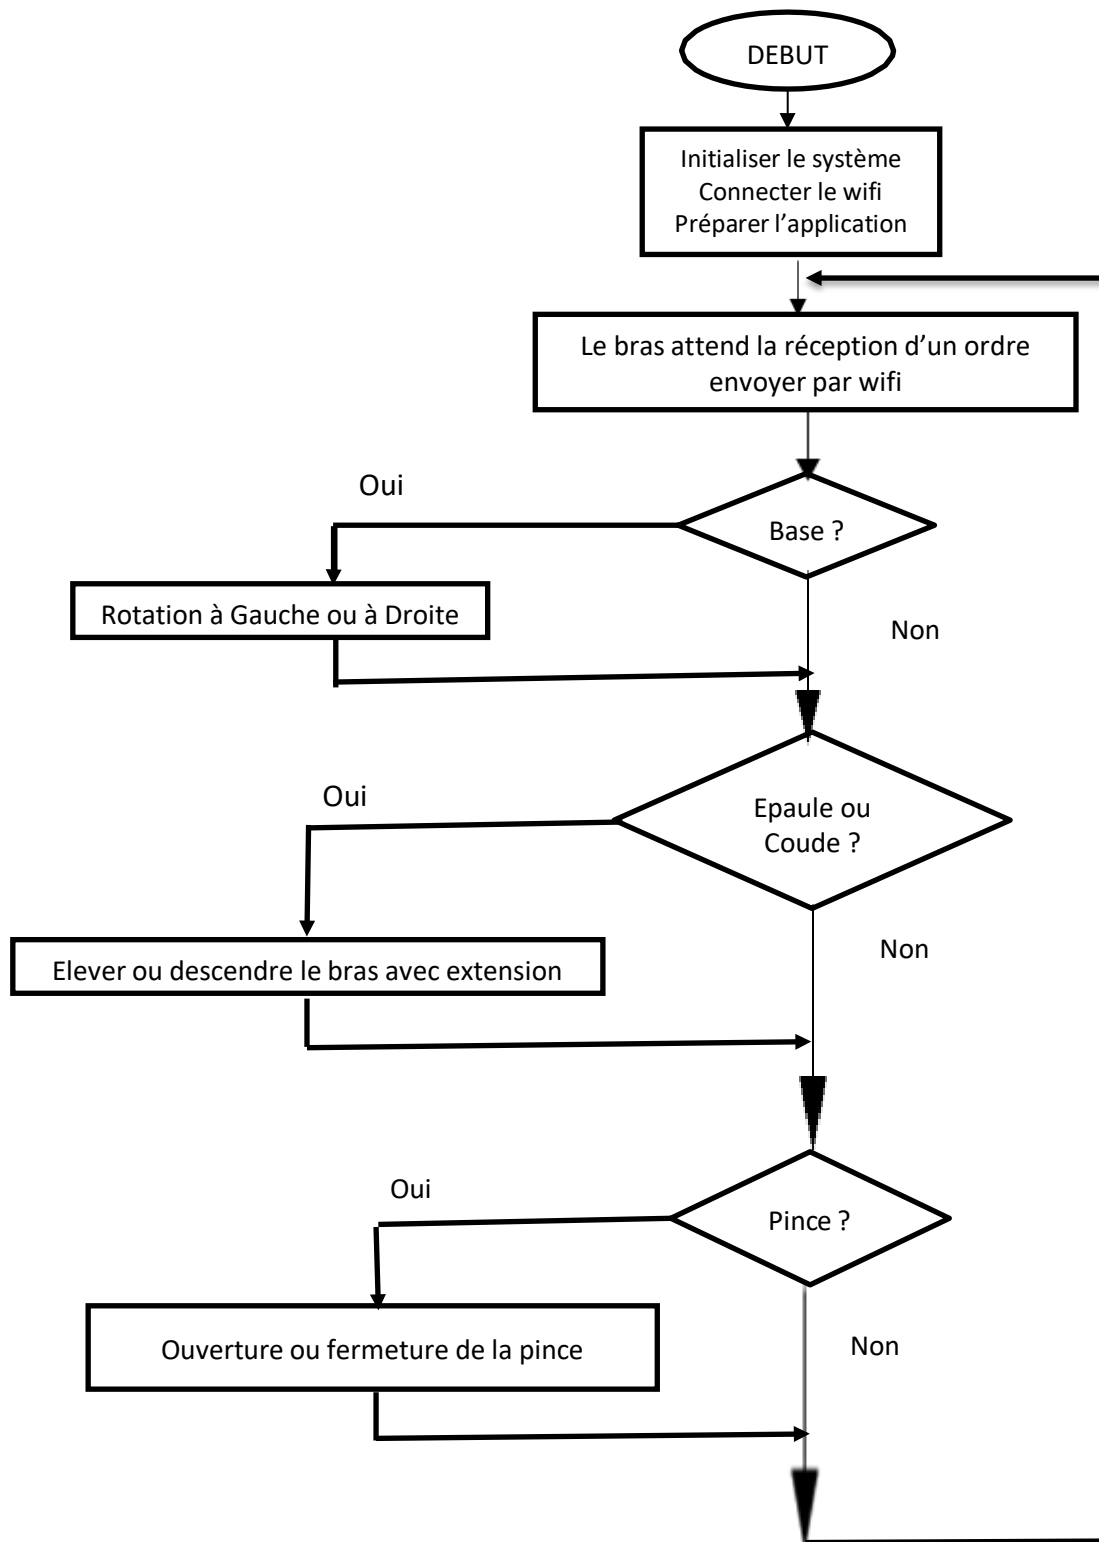 DEBUT
Initialiser le système
Connecter le wifi
Préparer l’application
Le bras attend la réception d’un ordre
envoyer par wifi
Oui
Base ?
Rotation à Gauche ou à Droite
Non
Oui
Epaule ou
Coude ?
Non
Elever ou descendre le bras avec extension
Oui
Pince ?
Ouverture ou fermeture de la pince
Non